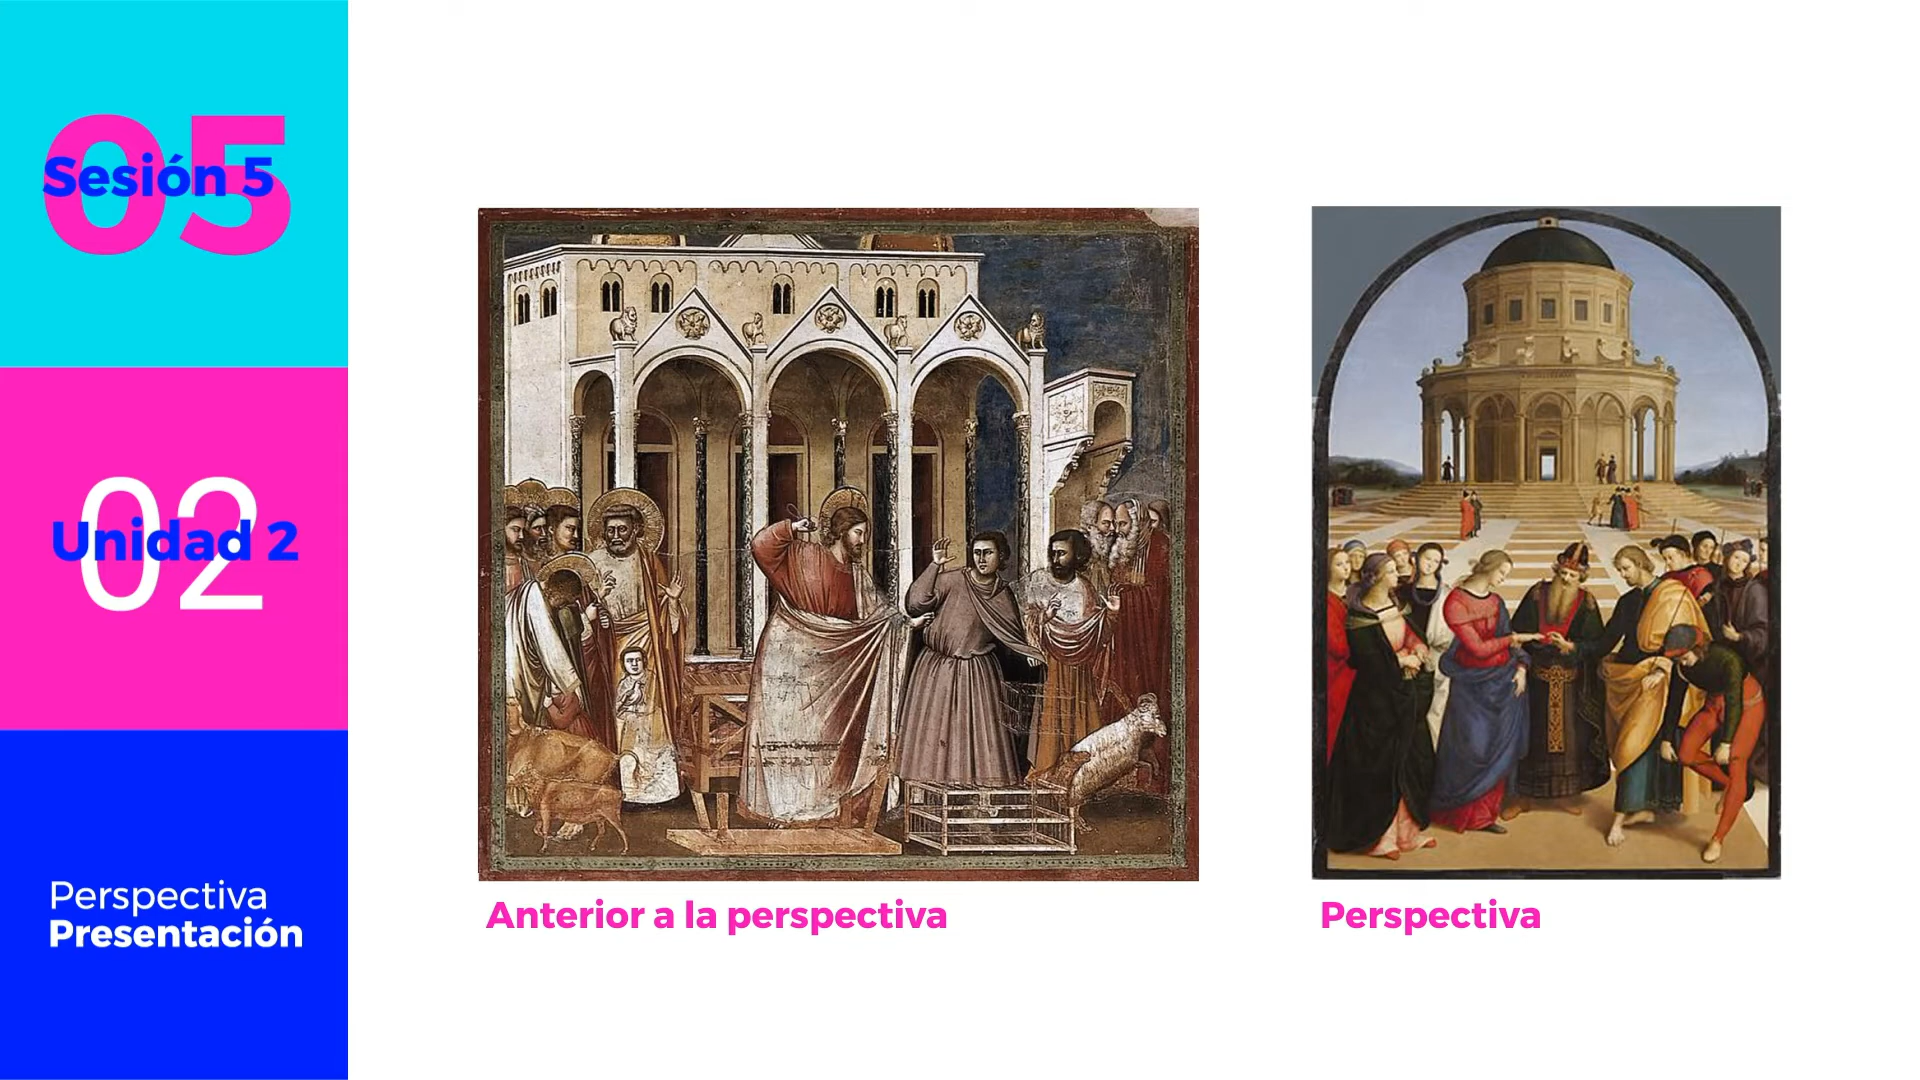 05
Sesión 5
02
Unidad 2
Perspectiva
Presentación
Anterior a la perspectiva
Perspectiva